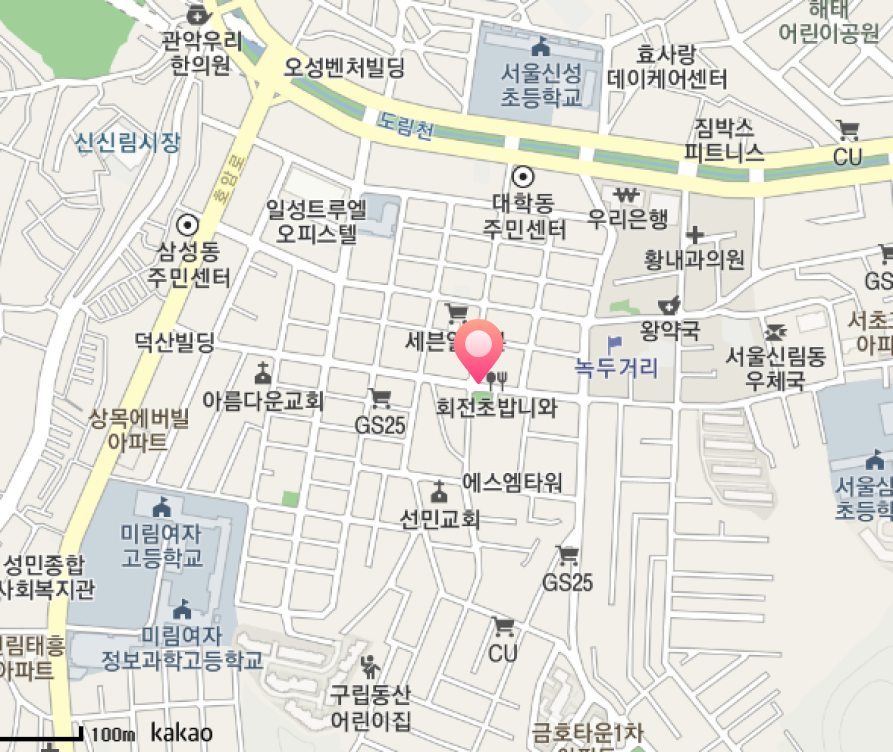 해태
어린이공원
관악우리
한의원
오성벤처빌딩
효사랑
데이케어센터
서울신성
초등학교
도림천
짐박스
피트니스
CU
신신림시장
호암로
일성트루엘
오피스텔
대학동
주민센터
우리은행
삼성동
주민센터
황내과의원
GS
왕약국
서초
아파
덕산빌딩
세븐일
녹두거리
서울신림동
우체국
아름다운교회
GS25
회전초밥니와
상목에버빌
아파트
에스엠타워
선민교회
서울삼
초등학
미림여자
고등학교
성민종합
사회복지관
GS25
미림여자
정보과학고등학교
CU
림태흥
아파트
구립동산
어린이집
금호타운1차
100m kakao